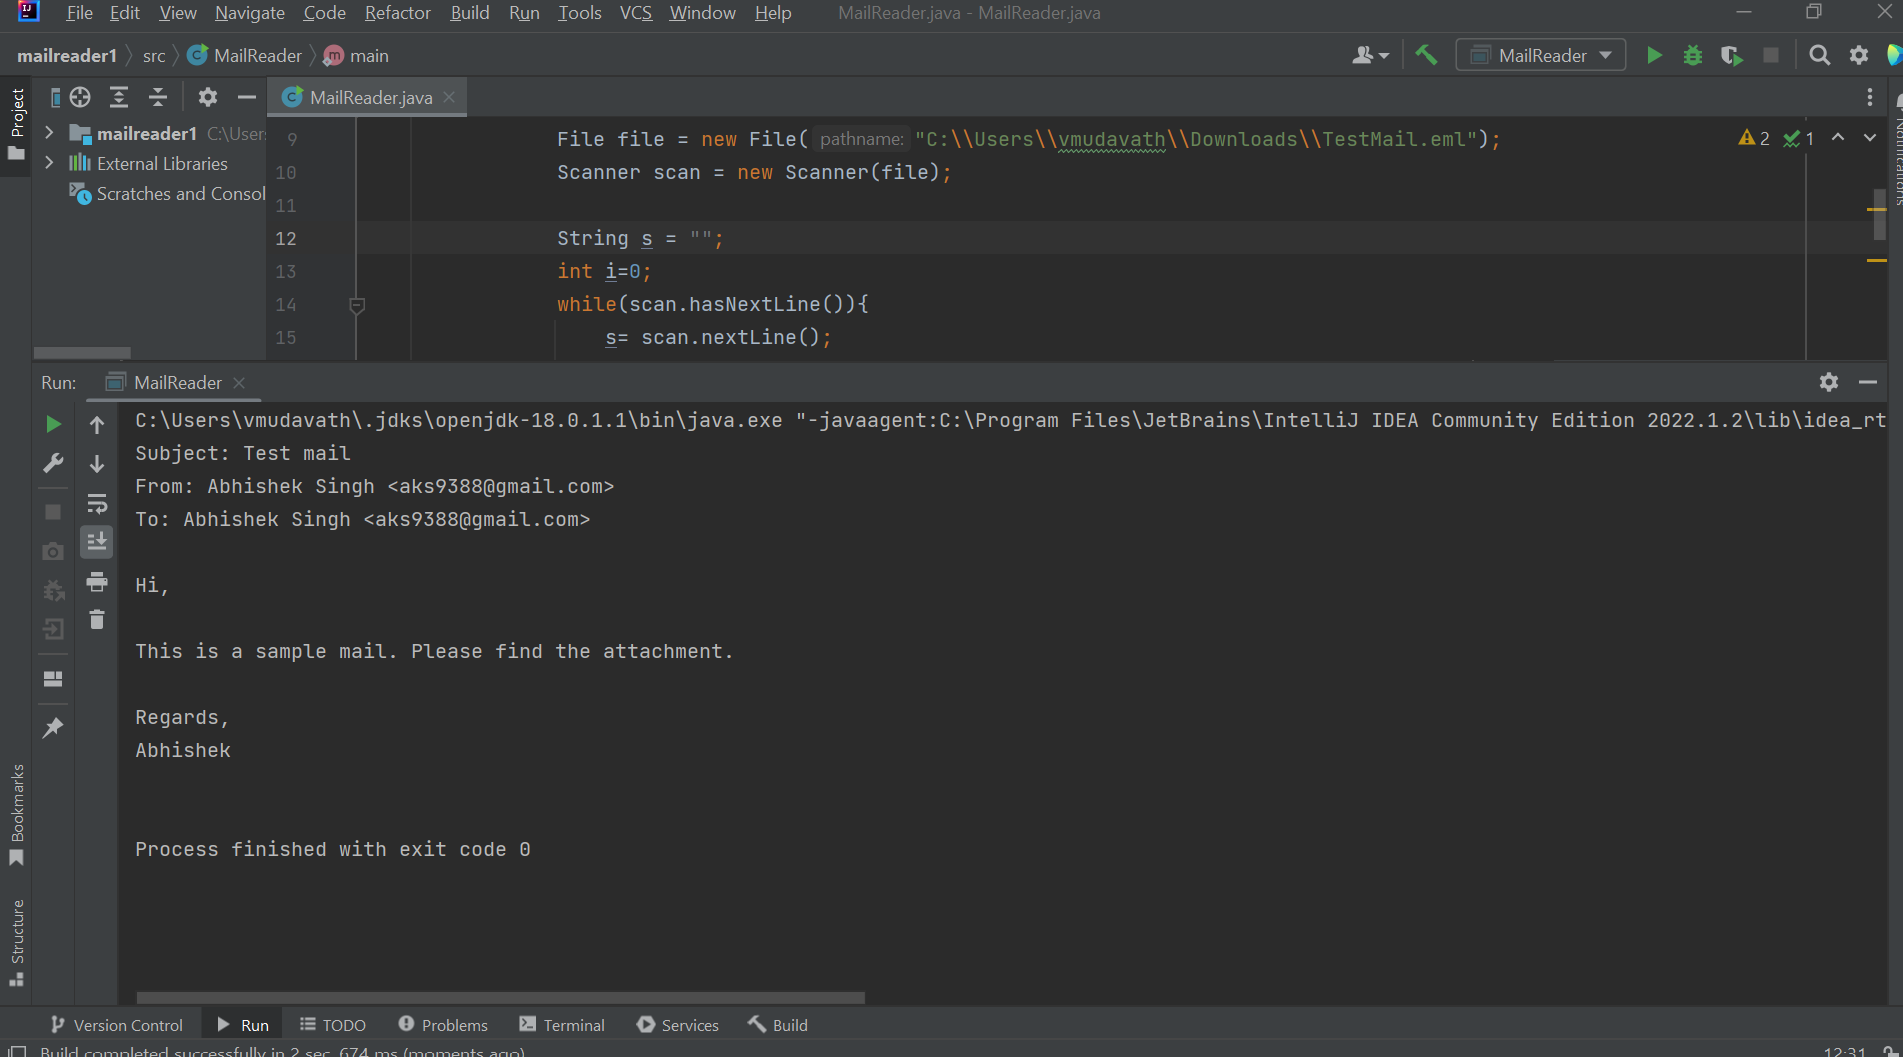 File Edit View Navigate Code Refactor Build Run Tools VCS Window Help MailReader.java - MailReader.java
mailreader1 src MailReader main MailReader
Project
MailReader.java
mailreader1 C:\Users
External Libraries
Scratches and Consol
9 File file = new File( pathname: "C:\\Users\\vmudavath\\Downloads\\TestMail.eml"); 2 1
10 Scanner scan = new Scanner(file);
11
12 String s = "";
13 int i=0;
14 while(scan.hasNextLine()){
15 s= scan.nextLine();
Notifications
Run: MailReader
C:\Users\vmudavath\.jdks\openjdk-18.0.1.1\bin\java.exe "-javaagent:C:\Program Files\JetBrains\IntelliJ IDEA Community Edition 2022.1.2\lib\idea_rt
Subject: Test mail
From: Abhishek Singh <aks9388@gmail.com>
To: Abhishek Singh <aks9388@gmail.com>
Hi,
This is a sample mail. Please find the attachment.
Regards,
Abhishek
Process finished with exit code 0
Bookmarks
Structure
Version Control Run TODO Problems Terminal Services Build
Build completed successfully in 2 sec, 674 ms (moments ago) 12:31